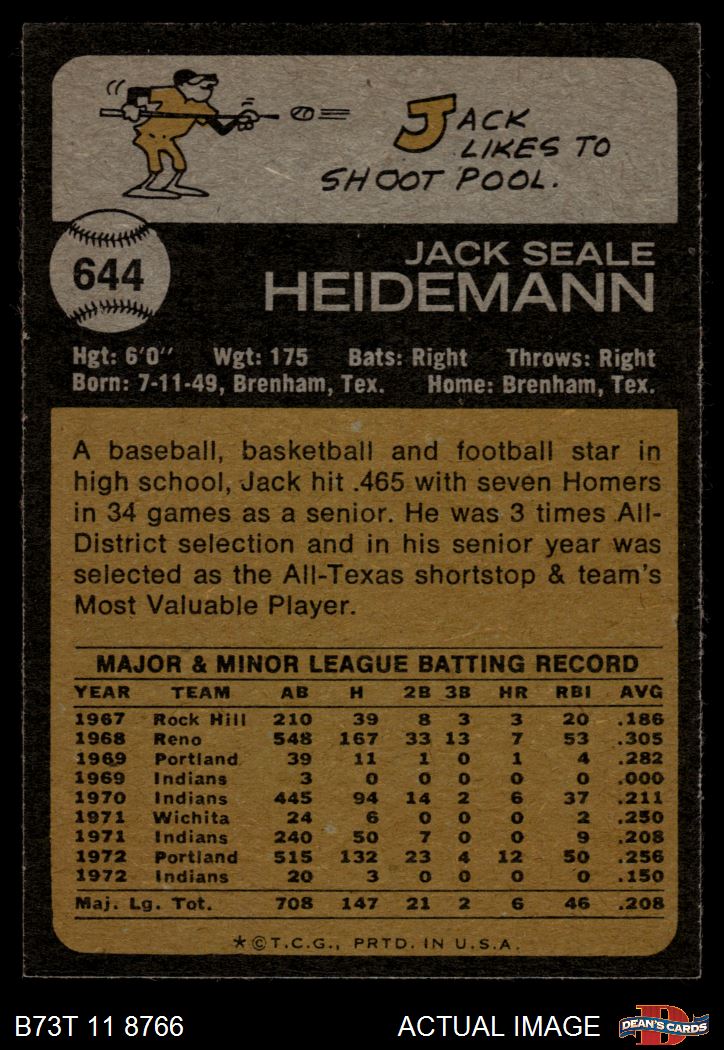 JACK
LIKES TO
SHOOT POOL.
644
JACK SEALE
HEIDEMANN
Hgt: 6'0" Wgt: 175 Bats: Right Throws: Right
Born: 7-11-49, Brenham, Tex. Home: Brenham, Tex.
A baseball, basketball and football star in
high school, Jack hit .465 with seven Homers
in 34 games as a senior. He was 3 times All-
District selection and in his senior year was
selected as the All-Texas shortstop & team's
Most Valuable Player.
MAJOR & MINOR LEAGUE BATTING RECORD
YEAR TEAM AB H 2B 3B HR RBI AVG
1967 Rock Hill 210 39 8 3 3 20 .186
1968 Reno 548 167 33 13 7 53 .305
1969 Portland 39 11 1 0 1 4 .282
1969 Indians 3 0 0 0 0 0 .000
1970 Indians 445 94 14 2 6 37 .211
1971 Wichita 24 6 0 0 0 2 .250
1971 Indians 240 50 7 0 0 9 .208
1972 Portland 515 132 23 4 12 50 .256
1972 Indians 20 3 0 0 0 0 .150
Maj. Lg. Tot. 708 147 21 2 6 46 .208
*©T.C.G., PRTD. IN U.S.A.
B73T 11 8766 ACTUAL IMAGE D DEAN'S CARDS